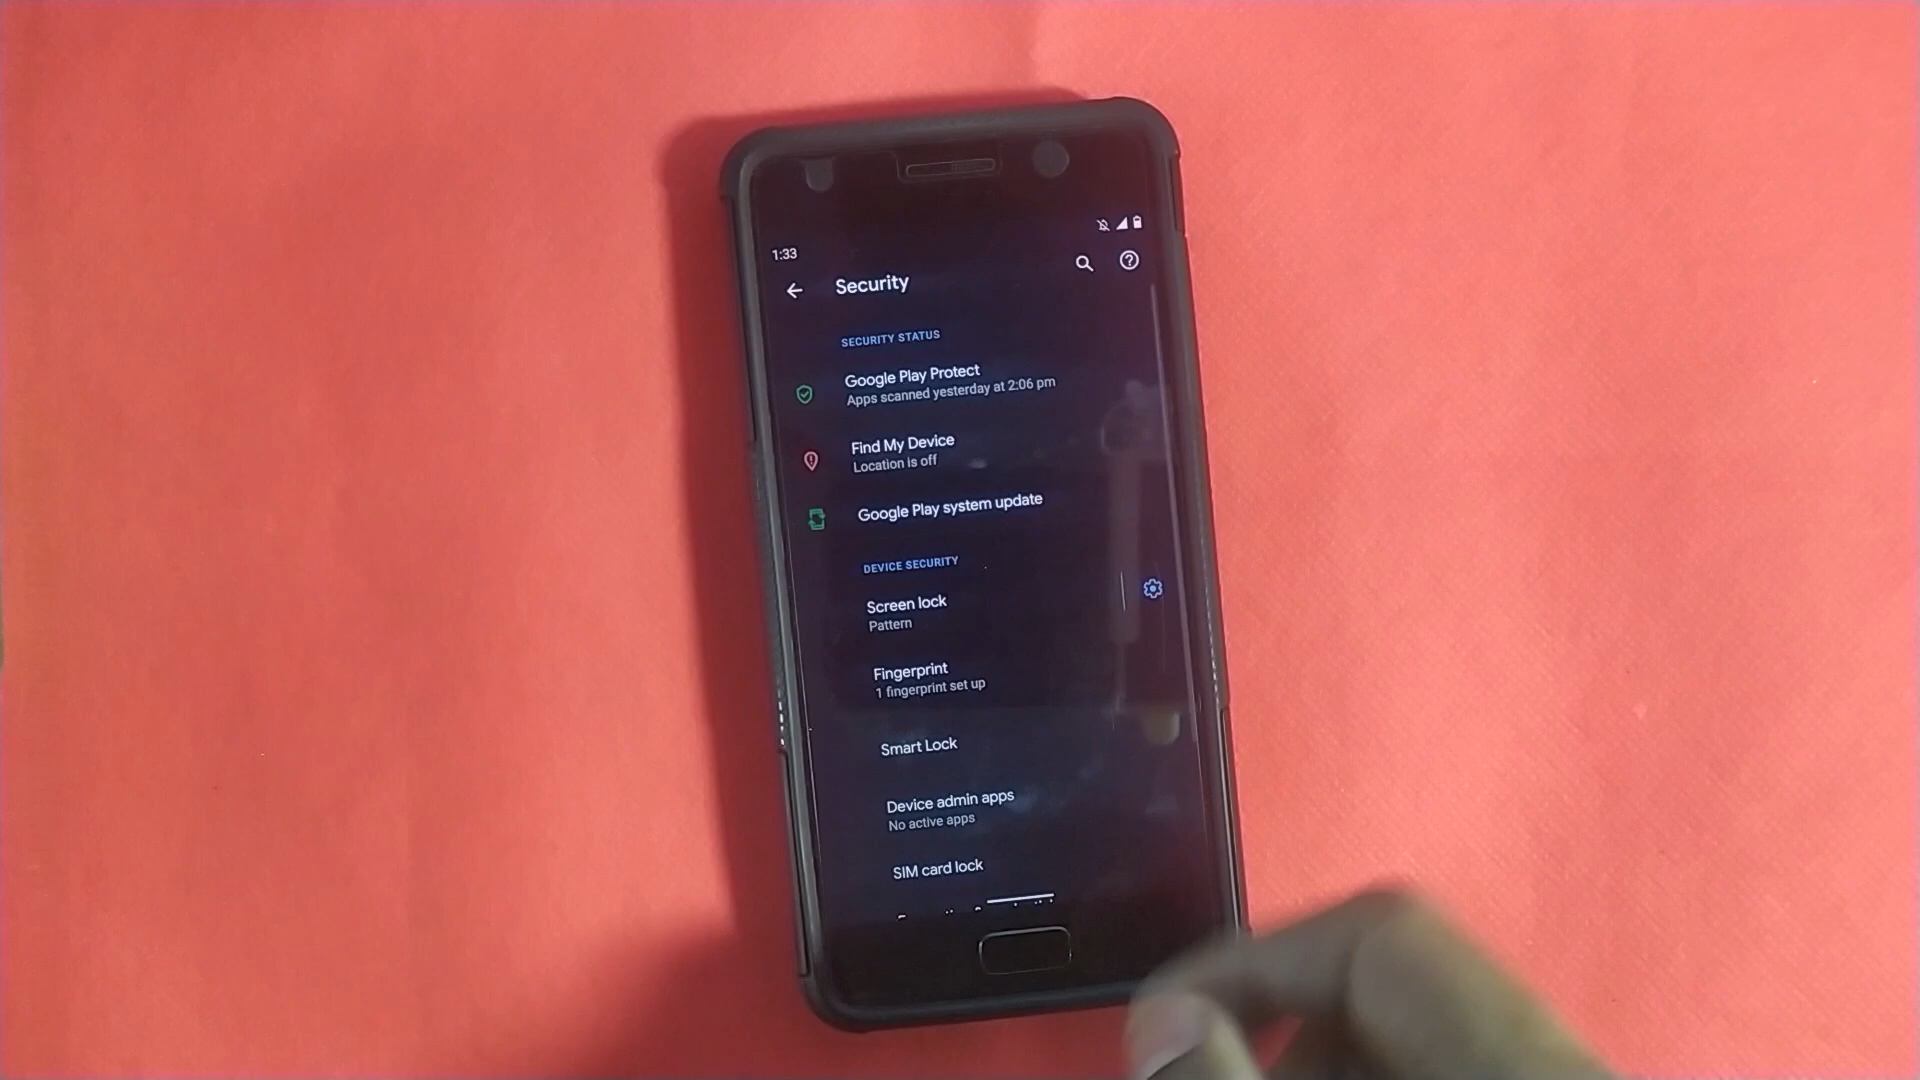 1:33
Security
SECURITY STATUS
Google Play Protect
Apps scanned yesterday at 2:06 pm
Find My Device
Location is off
Google Play system update
DEVICE SECURITY
Screen lock
Pattern
Fingerprint
1 fingerprint set up
Smart Lock
Device admin apps
No active apps
SIM card lock